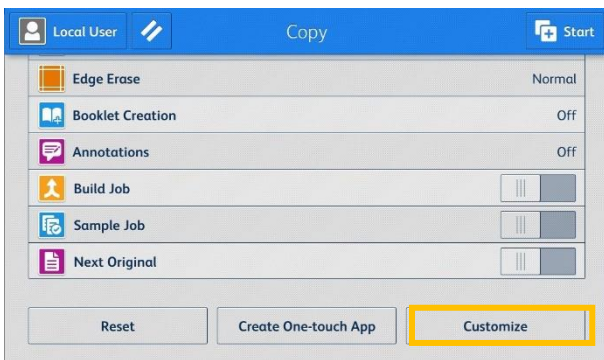 Local User Copy Start
Edge Erase Normal
Booklet Creation Off
Annotations Off
Build Job
Sample Job
Next Original
Reset Create One-touch App Customize